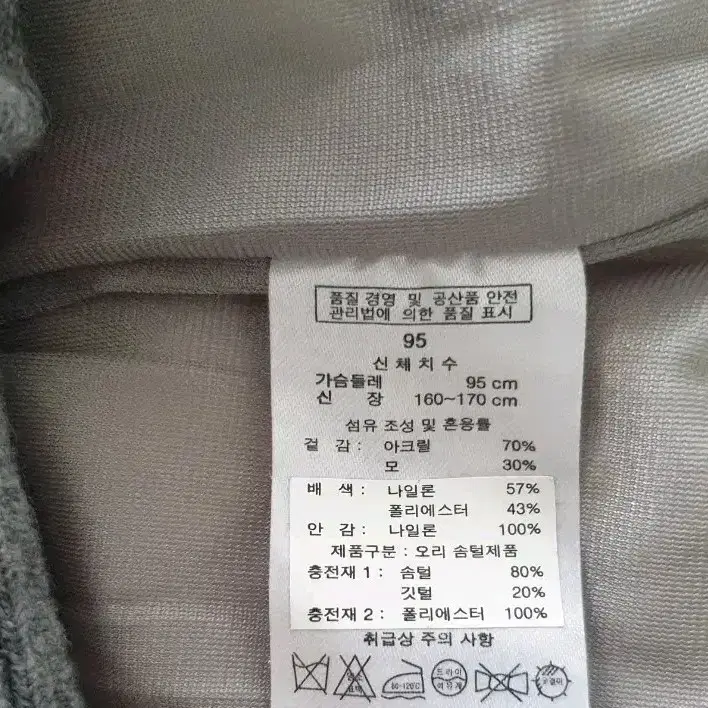 품질 경영 및 공산품 안전
관리법에 의한 품질 표시
95
신체치수
가슴둘레 95 cm
신 장 160~170 cm
섬유 조성 및 혼용률
겉 감 : 아크릴 70%
모 30%
배 색 : 나일론 57%
폴리에스터 43%
안 감 : 나일론 100%
제품구분 : 오리 솜털제품
충전재 1 : 솜털 80%
깃털 20%
충전재 2 : 폴리에스터 100%
취급상 주의 사항
80~120℃ 드라이